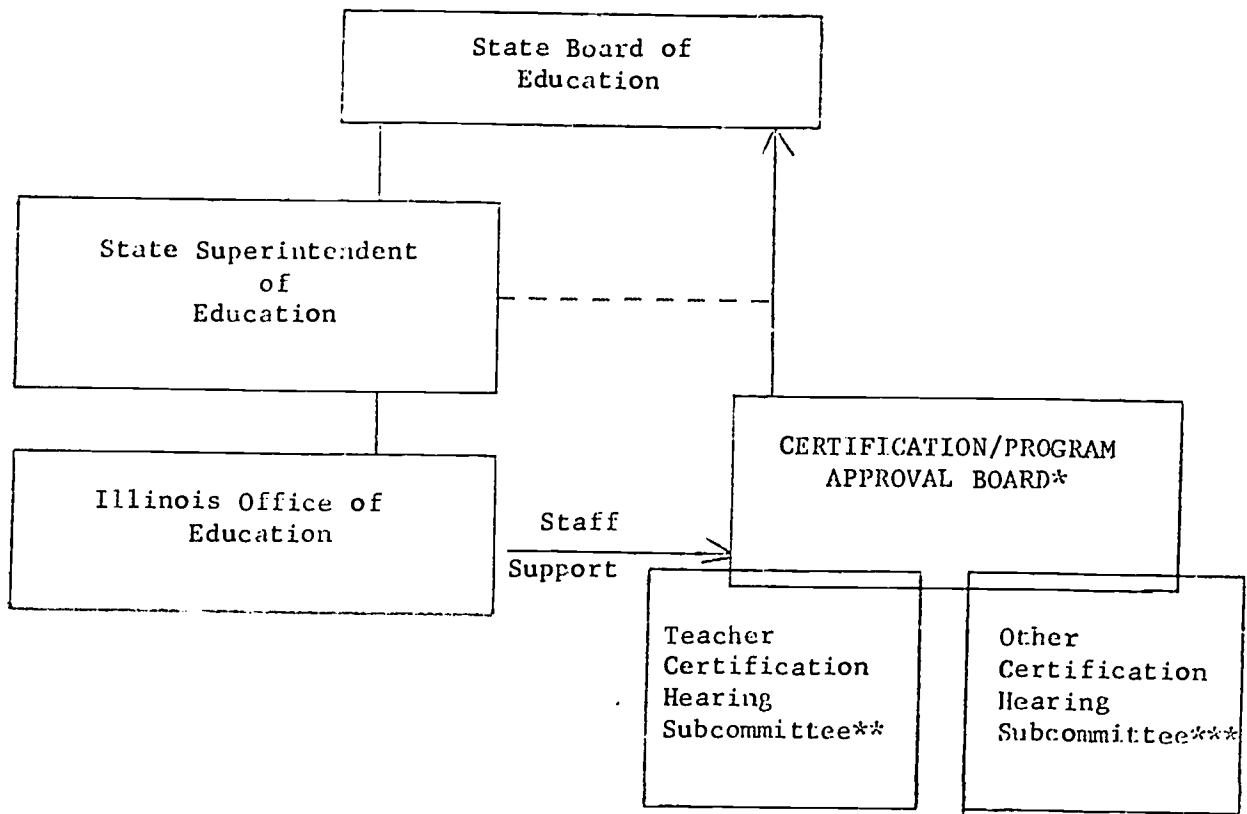 State Board of
Education
State Superintendent
of
Education
Illinois Office of
Education
Staff
Support
CERTIFICATION/PROGRAM
APPROVAL BOARD*
Teacher
Certification
Hearing
Subcommittee**
Other
Certification
Hearing
Subcommittee***